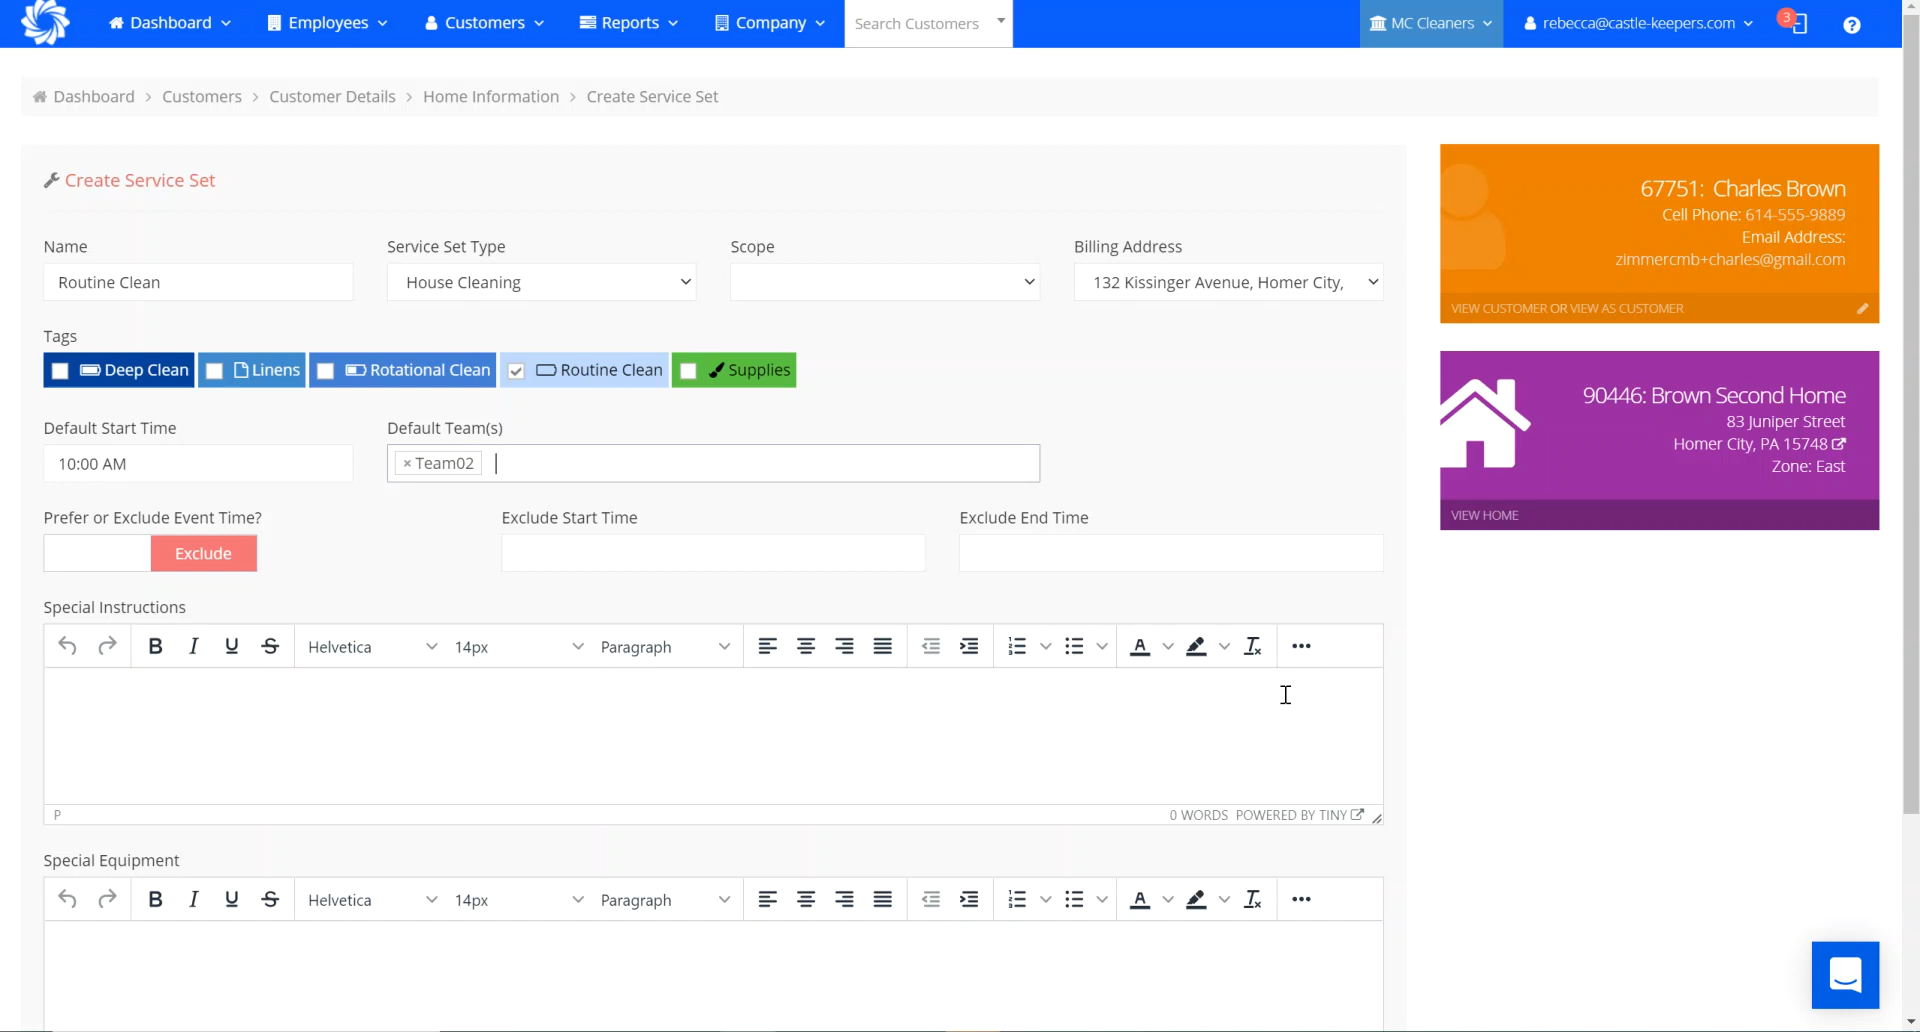 Dashboard Employees Customers Reports Company Search Customers MC Cleaners rebecca@castle-keepers.com 3
Dashboard > Customers > Customer Details > Home Information > Create Service Set
Create Service Set
Name Service Set Type Scope Billing Address
Routine Clean House Cleaning 132 Kissinger Avenue, Homer City,
Tags
Deep Clean Linens Rotational Clean Routine Clean Supplies
Default Start Time Default Team(s)
10:00 AM × Team02
Prefer or Exclude Event Time? Exclude Start Time Exclude End Time
Exclude
Special Instructions
B I U S Helvetica 14px Paragraph
P 0 WORDS POWERED BY TINY
Special Equipment
B I U S Helvetica 14px Paragraph
67751: Charles Brown
Cell Phone: 614-555-9889
Email Address:
zimmercmb+charles@gmail.com
VIEW CUSTOMER OR VIEW AS CUSTOMER
90446: Brown Second Home
83 Juniper Street
Homer City, PA 15748
Zone: East
VIEW HOME